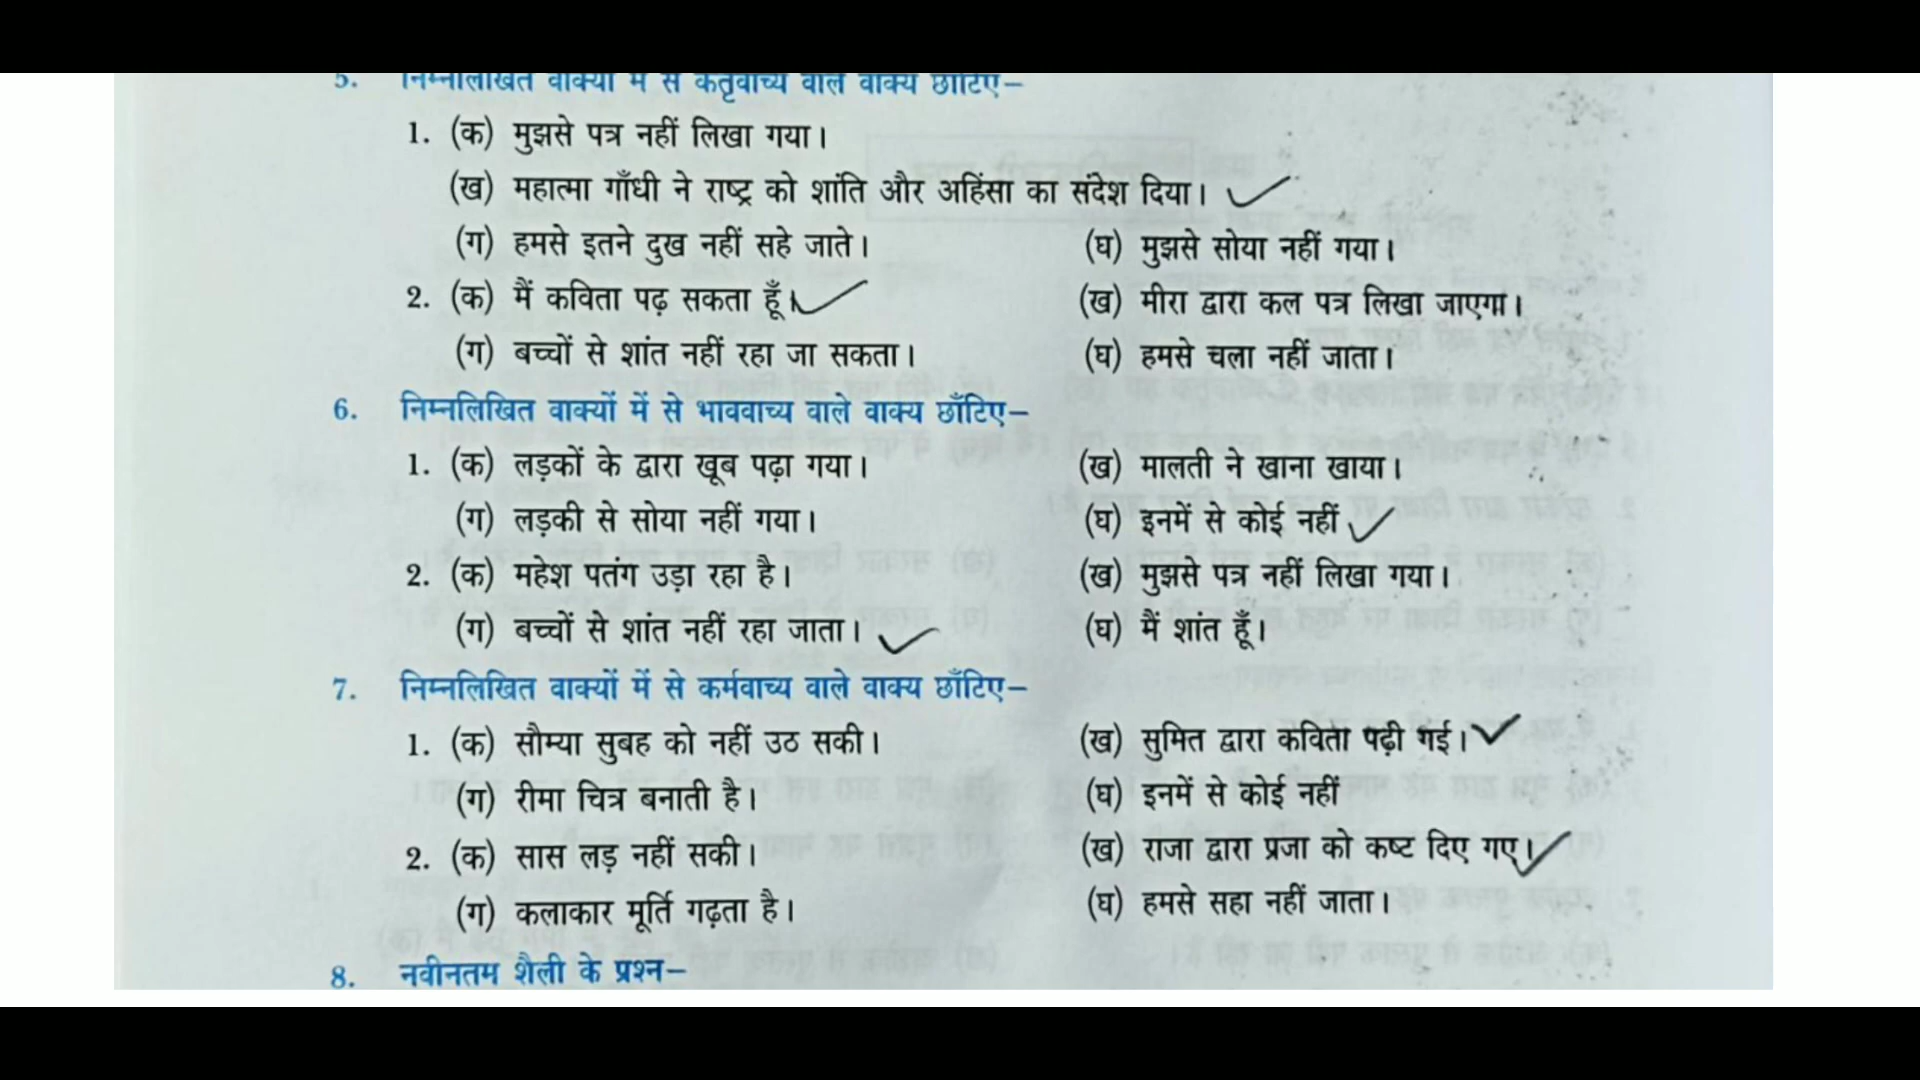 5. निम्नलिखित वाक्यों में से कर्तृवाच्य वाले वाक्य छाँटिए–
1. (क) मुझसे पत्र नहीं लिखा गया।
(ख) महात्मा गाँधी ने राष्ट्र को शांति और अहिंसा का संदेश दिया।
(ग) हमसे इतने दुख नहीं सहे जाते। (घ) मुझसे सोया नहीं गया।
2. (क) मैं कविता पढ़ सकता हूँ। (ख) मीरा द्वारा कल पत्र लिखा जाएगा।
(ग) बच्चों से शांत नहीं रहा जा सकता। (घ) हमसे चला नहीं जाता।
6. निम्नलिखित वाक्यों में से भाववाच्य वाले वाक्य छाँटिए–
1. (क) लड़कों के द्वारा खूब पढ़ा गया। (ख) मालती ने खाना खाया।
(ग) लड़की से सोया नहीं गया। (घ) इनमें से कोई नहीं
2. (क) महेश पतंग उड़ा रहा है। (ख) मुझसे पत्र नहीं लिखा गया।
(ग) बच्चों से शांत नहीं रहा जाता। (घ) मैं शांत हूँ।
7. निम्नलिखित वाक्यों में से कर्मवाच्य वाले वाक्य छाँटिए–
1. (क) सौम्या सुबह को नहीं उठ सकी। (ख) सुमित द्वारा कविता पढ़ी गई।
(ग) रीमा चित्र बनाती है। (घ) इनमें से कोई नहीं
2. (क) सास लड़ नहीं सकी। (ख) राजा द्वारा प्रजा को कष्ट दिए गए।
(ग) कलाकार मूर्ति गढ़ता है। (घ) हमसे सहा नहीं जाता।
8. नवीनतम शैली के प्रश्न–